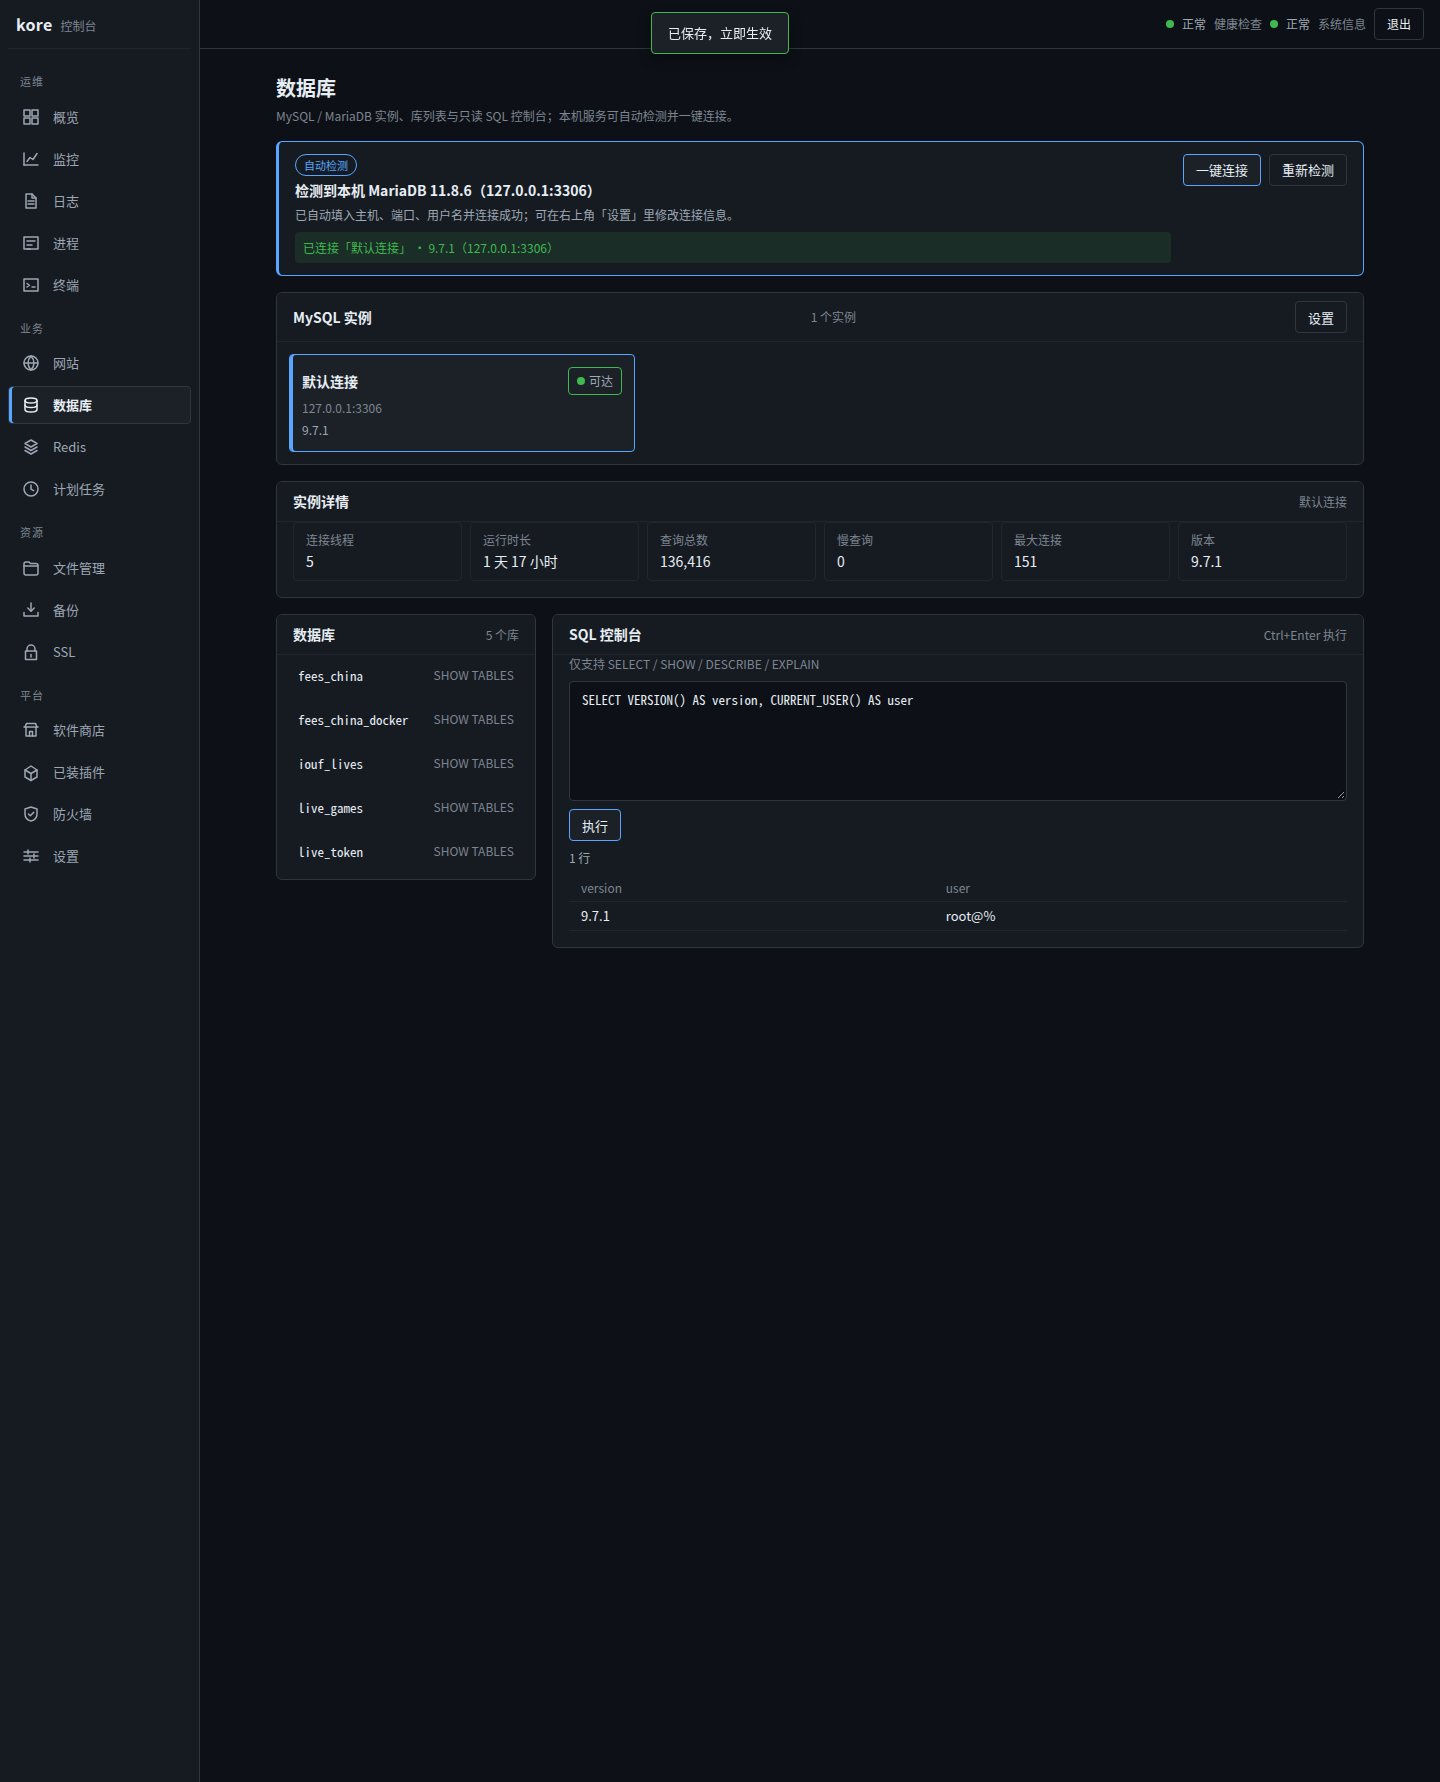 kore 控制台
已保存，立即生效
正常 健康检查 正常 系统信息 退出
运维
概览
监控
日志
进程
终端
业务
网站
数据库
Redis
计划任务
资源
文件管理
备份
SSL
平台
软件商店
已装插件
防火墙
设置
数据库
MySQL / MariaDB 实例、库列表与只读 SQL 控制台；本机服务可自动检测并一键连接。
自动检测
检测到本机 MariaDB 11.8.6（127.0.0.1:3306）
已自动填入主机、端口、用户名并连接成功；可在右上角「设置」里修改连接信息。
已连接「默认连接」 · 9.7.1（127.0.0.1:3306）
一键连接 重新检测
MySQL 实例 1 个实例 设置
默认连接 可达
127.0.0.1:3306
9.7.1
实例详情 默认连接
连接线程 运行时长 查询总数 慢查询 最大连接 版本
5 1 天 17 小时 136,416 0 151 9.7.1
数据库 5 个库
fees_china SHOW TABLES
fees_china_docker SHOW TABLES
iouf_lives SHOW TABLES
live_games SHOW TABLES
live_token SHOW TABLES
SQL 控制台 Ctrl+Enter 执行
仅支持 SELECT / SHOW / DESCRIBE / EXPLAIN
SELECT VERSION() AS version, CURRENT_USER() AS user
执行
1 行
version user
9.7.1 root@%